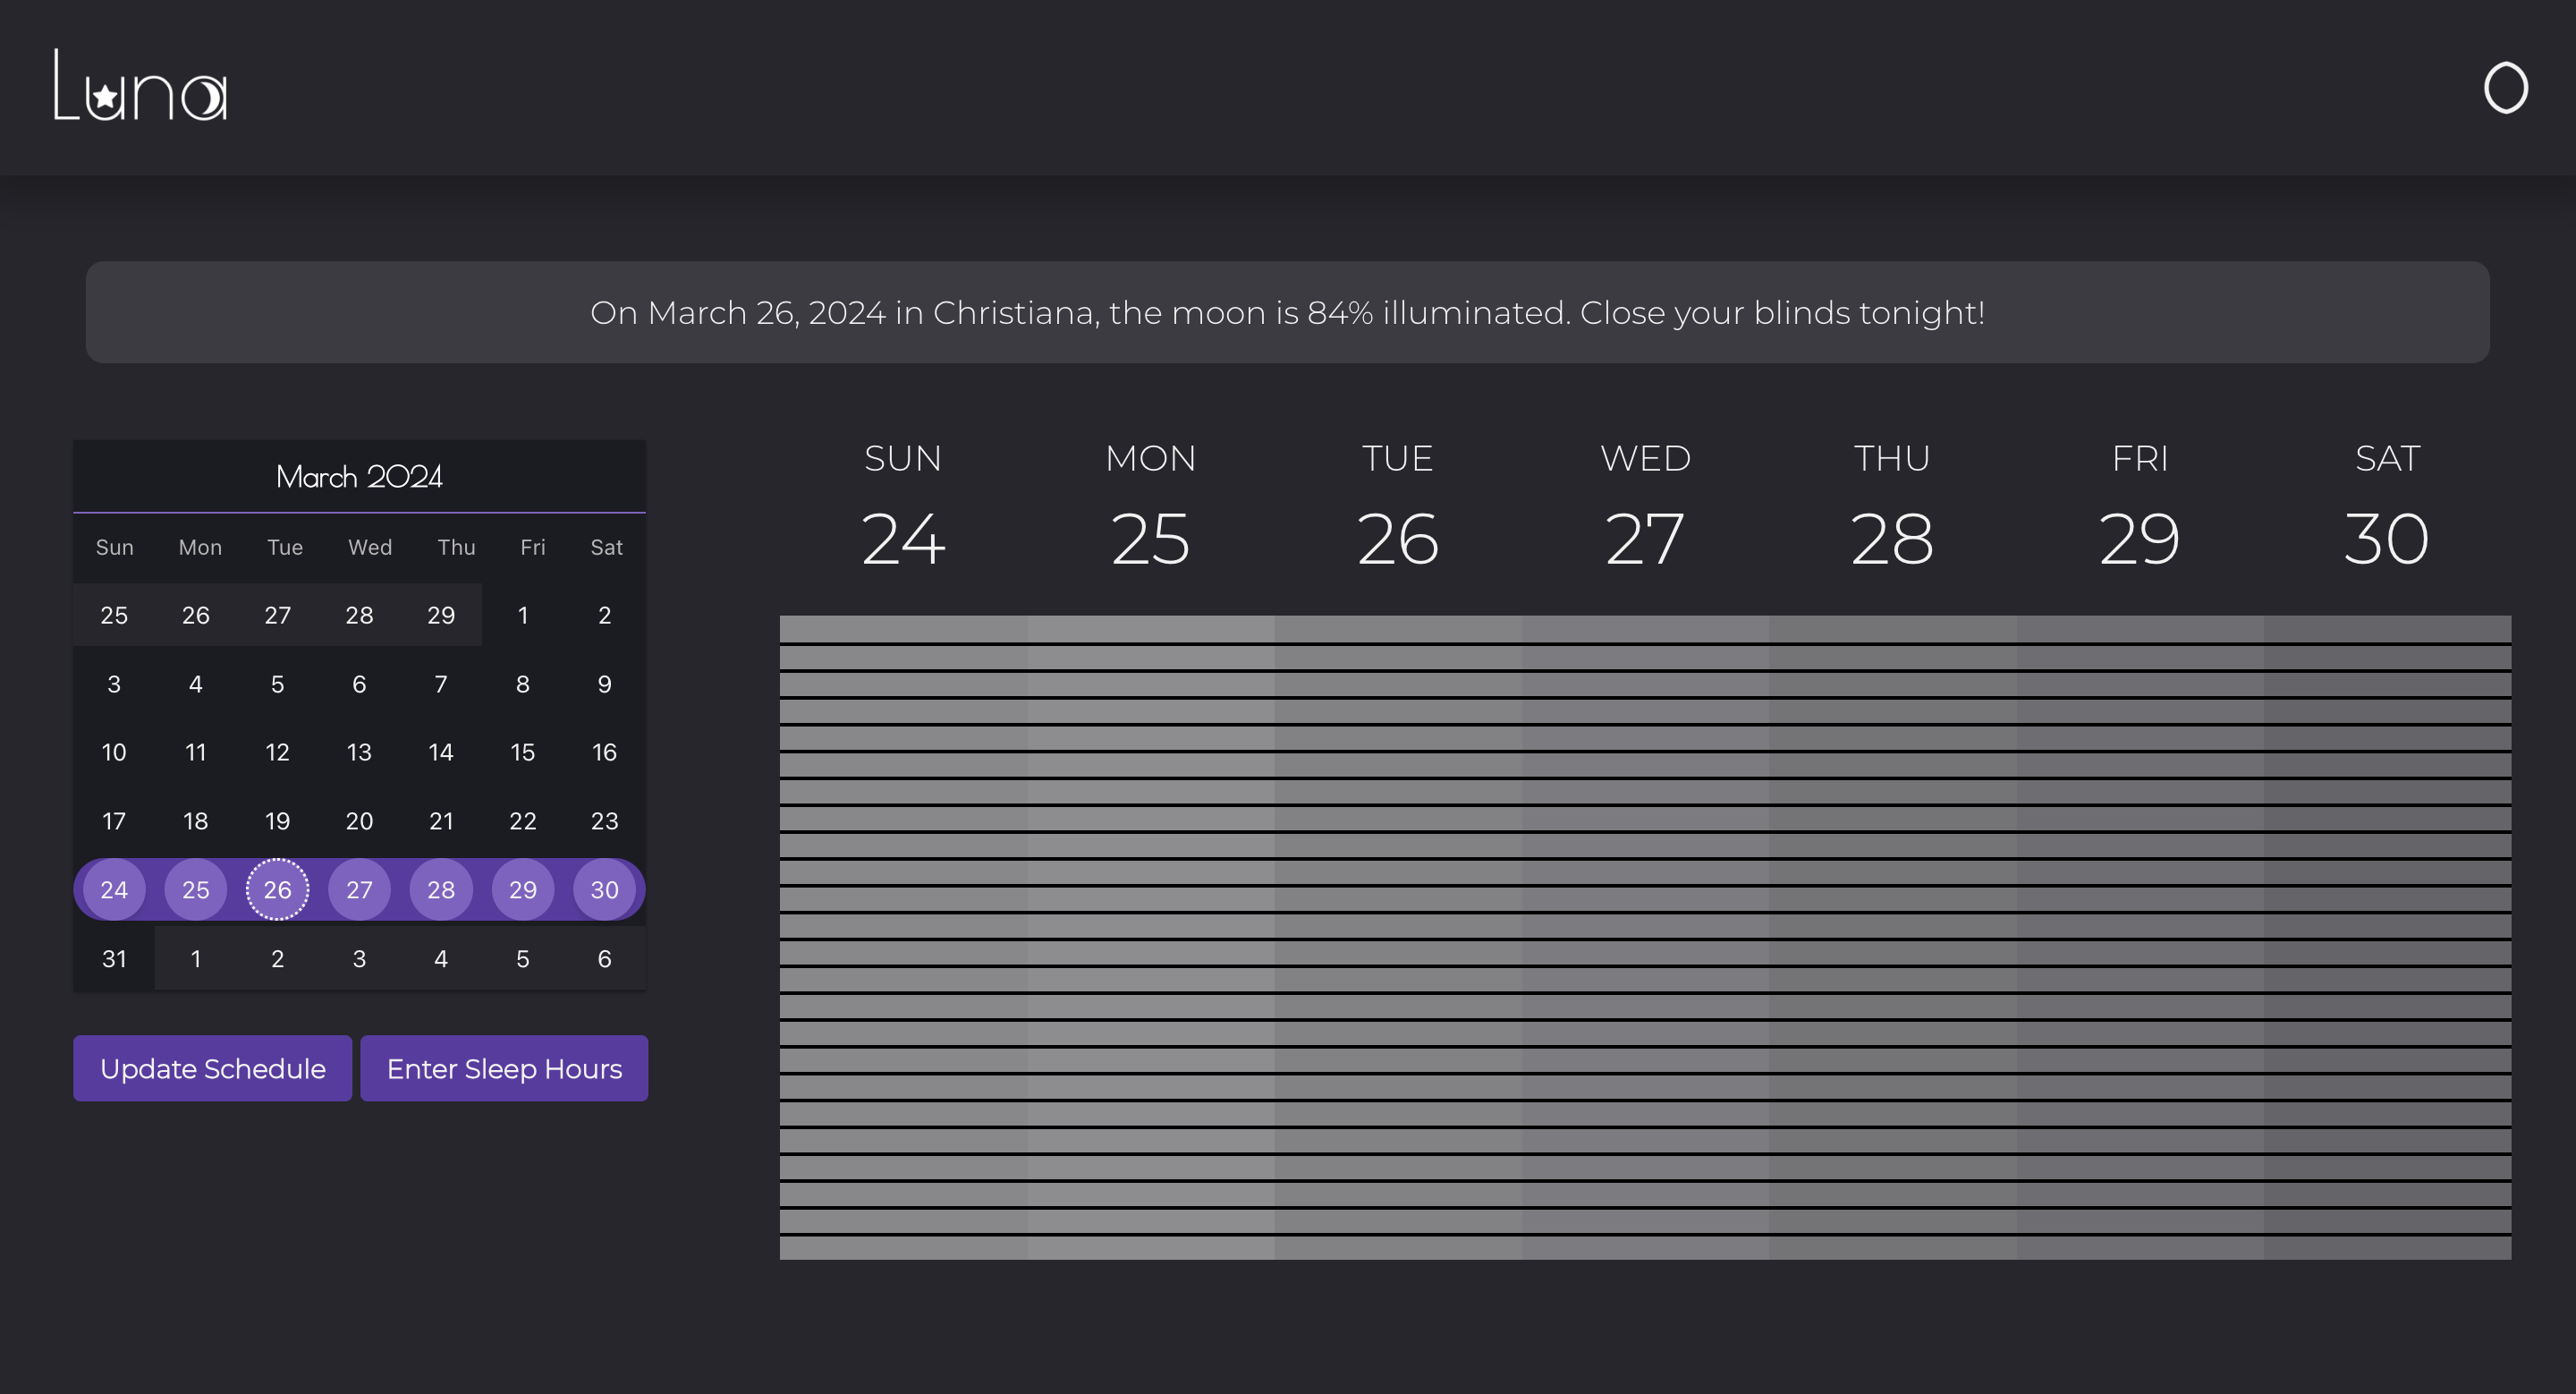 Luna
On March 26, 2024 in Christiana, the moon is 84% illuminated. Close your blinds tonight!
March 2024
Sun Mon Tue Wed Thu Fri Sat
25 26 27 28 29 1 2
3 4 5 6 7 8 9
10 11 12 13 14 15 16
17 18 19 20 21 22 23
24 25 26 27 28 29 30
31 1 2 3 4 5 6
Update Schedule Enter Sleep Hours
SUN MON TUE WED THU FRI SAT
24 25 26 27 28 29 30